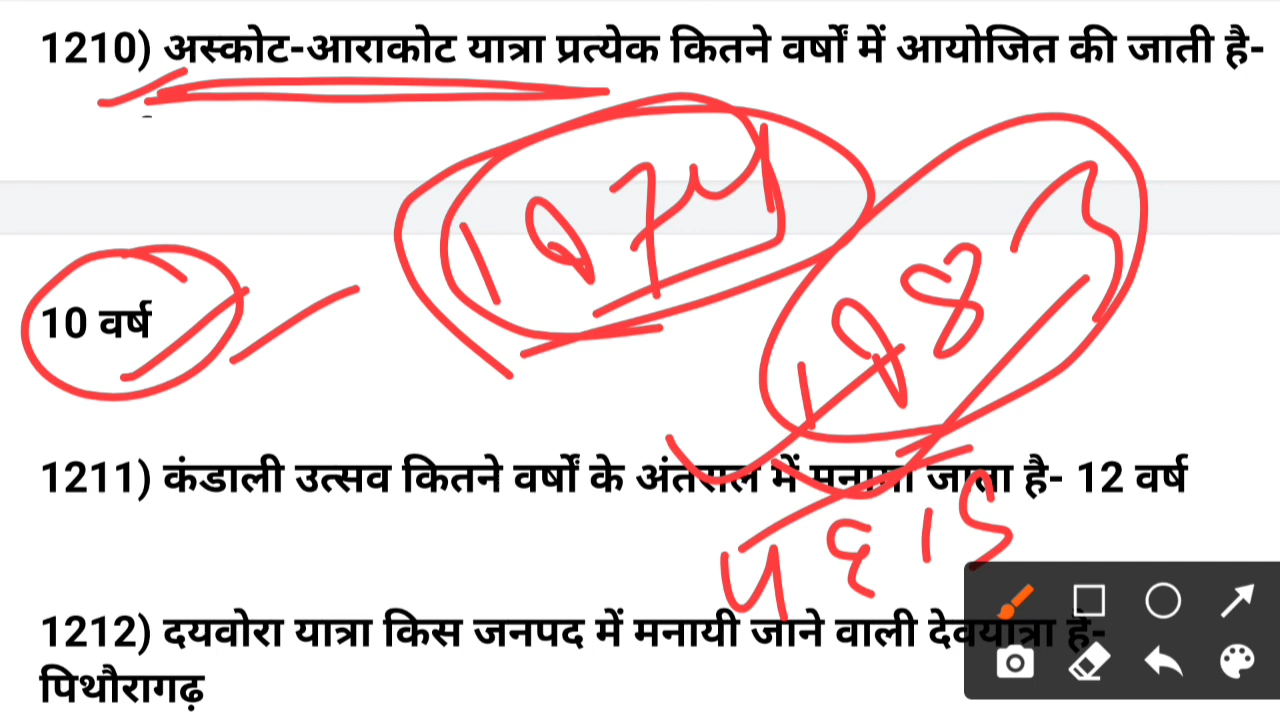 1210) अस्कोट-आराकोट यात्रा प्रत्येक कितने वर्षों में आयोजित की जाती है-
1974
1983
10 वर्ष
1211) कंडाली उत्सव कितने वर्षों के अंतराल में मनाया जाता है- 12 वर्ष
पहाड
1212) दयवोरा यात्रा किस जनपद में मनायी जाने वाली देवयात्रा है-
पिथौरागढ़